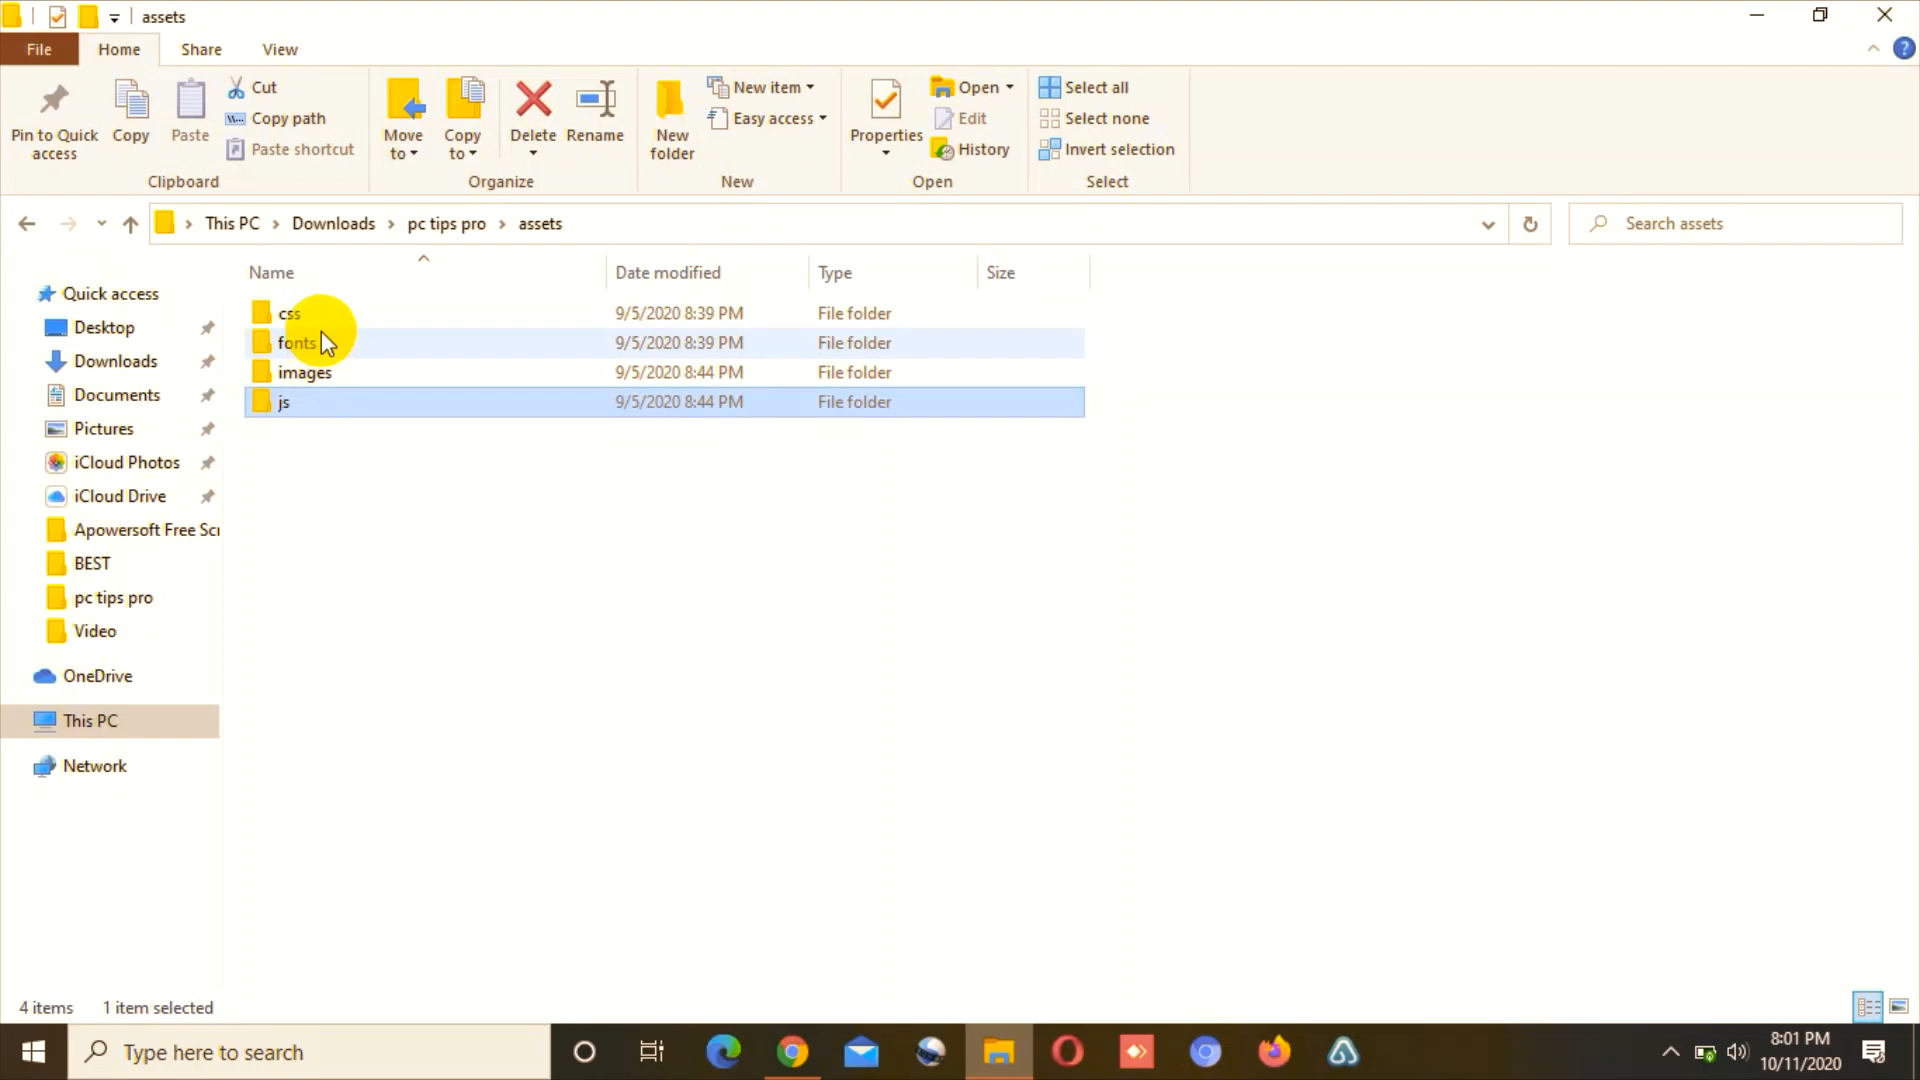 assets
File Home Share View
Pin to Quick access
Copy
Paste
Cut
Copy path
Paste shortcut
Clipboard
Move to
Copy to
Delete
Rename
Organize
New folder
New item
Easy access
New
Properties
Open
Edit
History
Open
Select all
Select none
Invert selection
Select
This PC > Downloads > pc tips pro > assets
Search assets
Name Date modified Type Size
css 9/5/2020 8:39 PM File folder
fonts 9/5/2020 8:39 PM File folder
images 9/5/2020 8:44 PM File folder
js 9/5/2020 8:44 PM File folder
Quick access
Desktop
Downloads
Documents
Pictures
iCloud Photos
iCloud Drive
Apowersoft Free Scr
BEST
pc tips pro
Video
OneDrive
This PC
Network
4 items 1 item selected
Type here to search
8:01 PM
10/11/2020